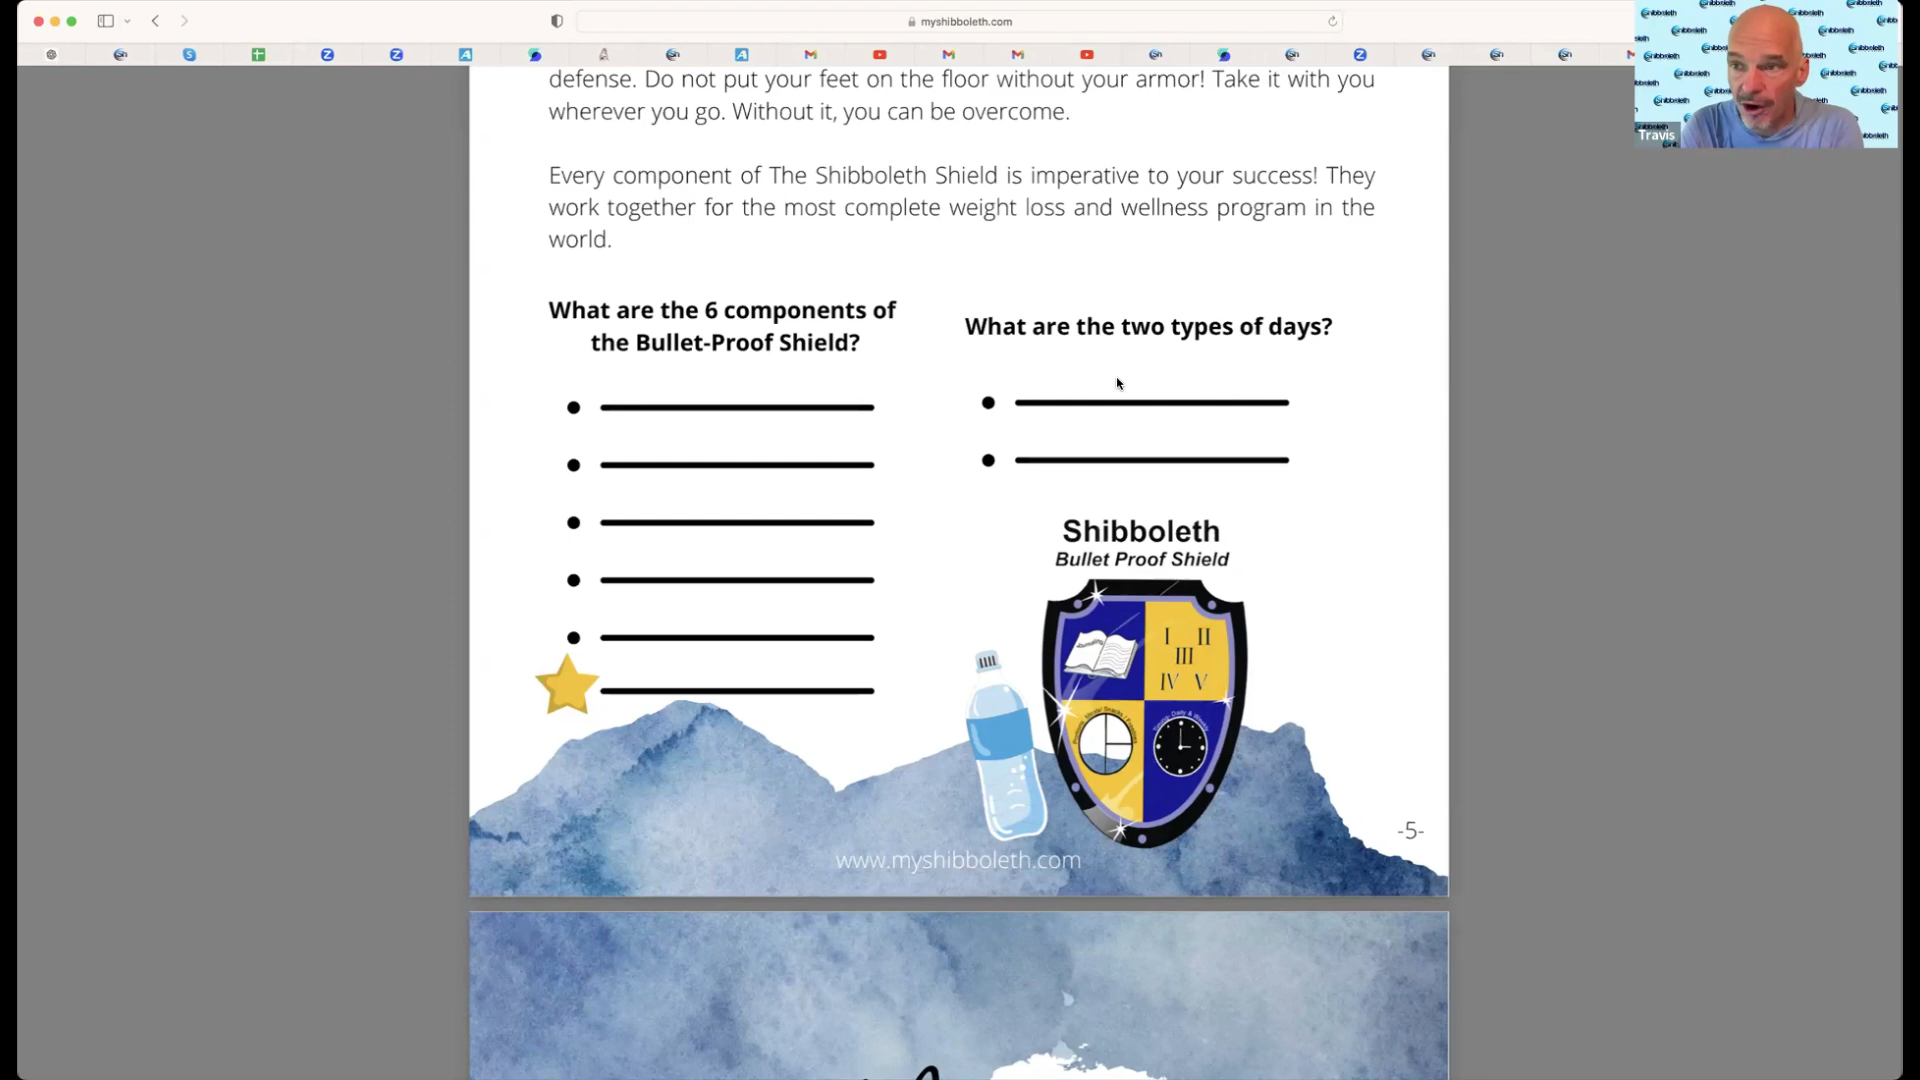 myshibboleth.com
defense. Do not put your feet on the floor without your armor! Take it with you
wherever you go. Without it, you can be overcome.
Every component of The Shibboleth Shield is imperative to your success! They
work together for the most complete weight loss and wellness program in the
world.
What are the 6 components of
the Bullet-Proof Shield?
What are the two types of days?
Shibboleth
Bullet Proof Shield
I II
III
IV V
-5-
www.myshibboleth.com
Travis